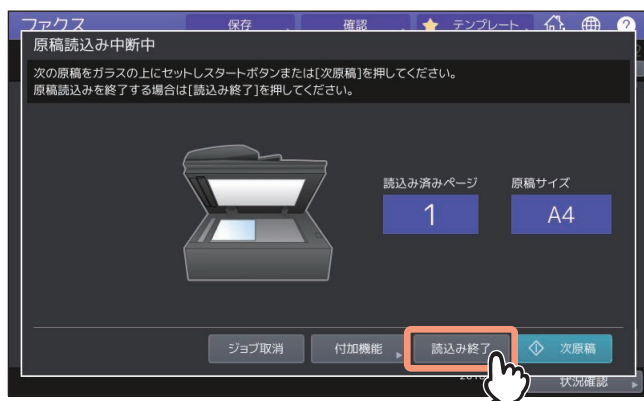 ファクス 保存 確認 テンプレート ?
原稿読込み中断中
次の原稿をガラスの上にセットしスタートボタンまたは[次原稿]を押してください。
原稿読込みを終了する場合は[読込み終了]を押してください。
読込み済みページ 原稿サイズ
1 A4
ジョブ取消 付加機能 読込み終了 次原稿
状況確認